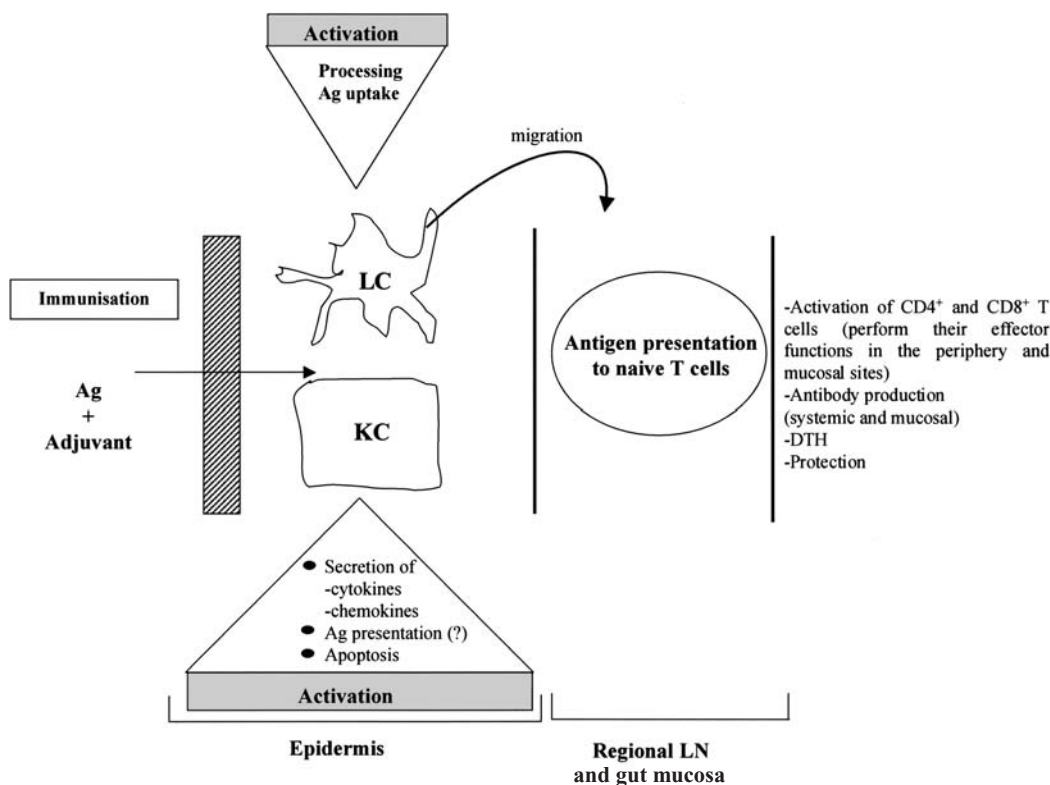 Activation
Processing
Ag uptake
migration
LC
Immunisation
Ag
+
Adjuvant
KC
Antigen presentation
to naive T cells
-Activation of CD4⁺ and CD8⁺ T
cells (perform their effector
functions in the periphery and
mucosal sites)
-Antibody production
(systemic and mucosal)
-DTH
-Protection
Secretion of
-cytokines
-chemokines
Ag presentation (?)
Apoptosis
Activation
Epidermis
Regional LN
and gut mucosa